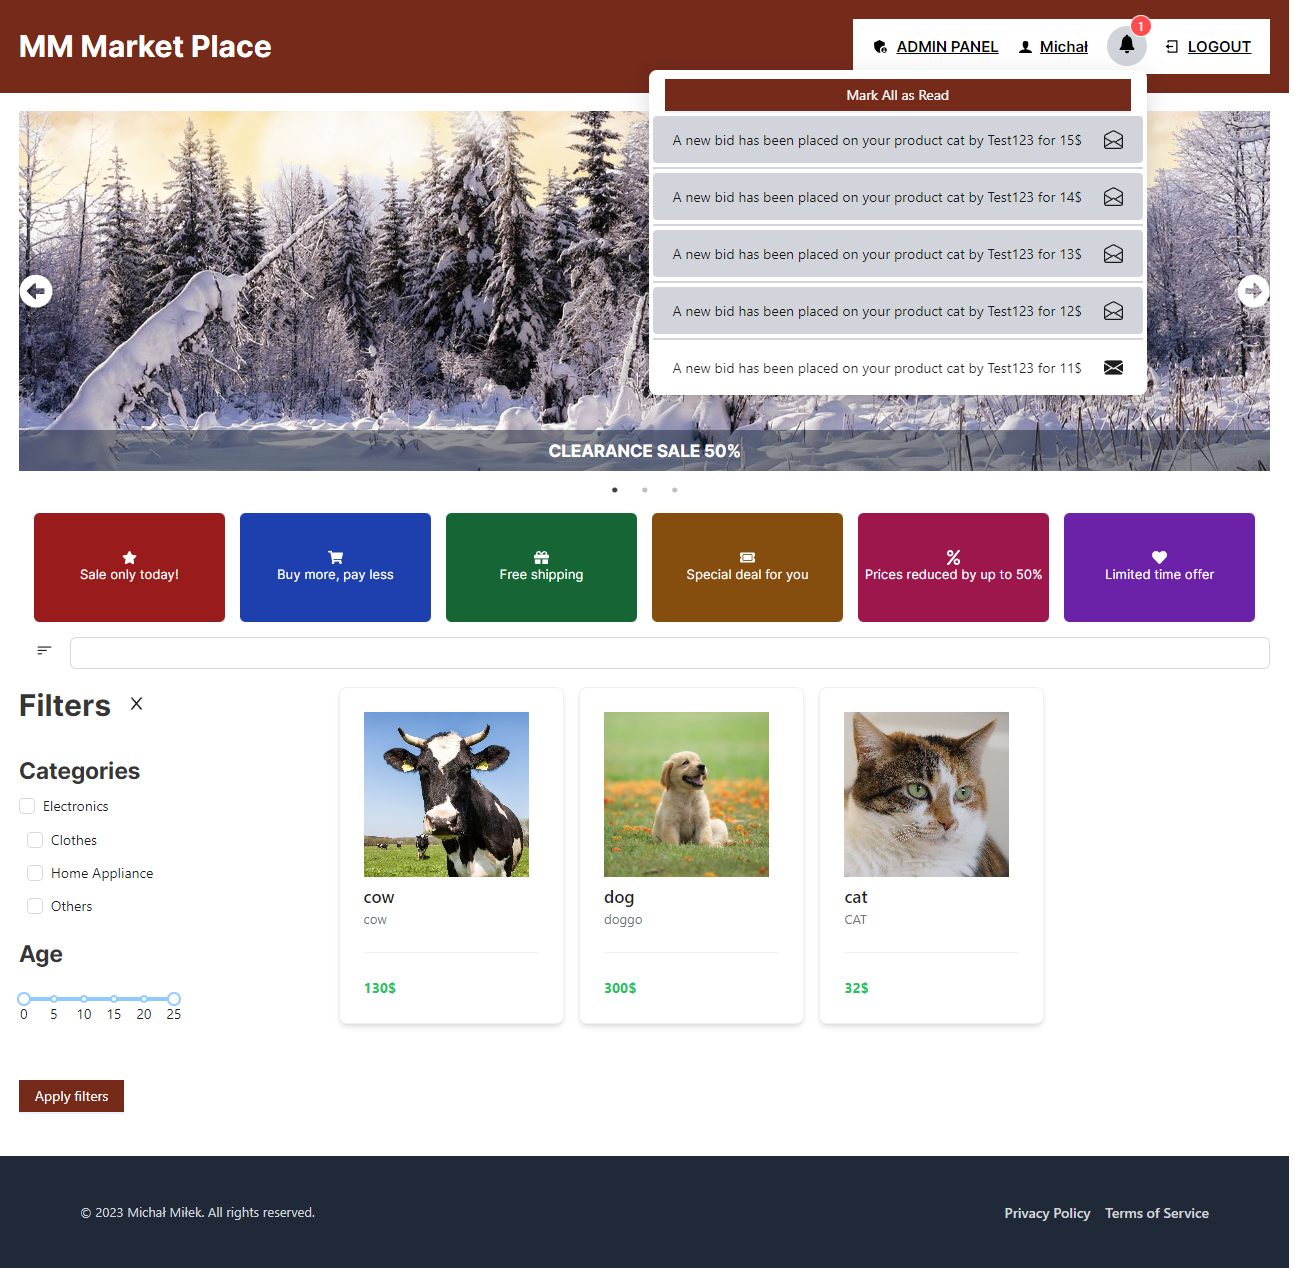 MM Market Place
ADMIN PANEL
Michał
1
LOGOUT
Mark All as Read
A new bid has been placed on your product cat by Test123 for 15$
A new bid has been placed on your product cat by Test123 for 14$
A new bid has been placed on your product cat by Test123 for 13$
A new bid has been placed on your product cat by Test123 for 12$
A new bid has been placed on your product cat by Test123 for 11$
CLEARANCE SALE 50%
Sale only today!
Buy more, pay less
Free shipping
Special deal for you
Prices reduced by up to 50%
Limited time offer
Filters
Categories
Electronics
Clothes
Home Appliance
Others
Age
0 5 10 15 20 25
Apply filters
cow
cow
130$
dog
doggo
300$
cat
CAT
32$
© 2023 Michał Miłek. All rights reserved.
Privacy Policy
Terms of Service